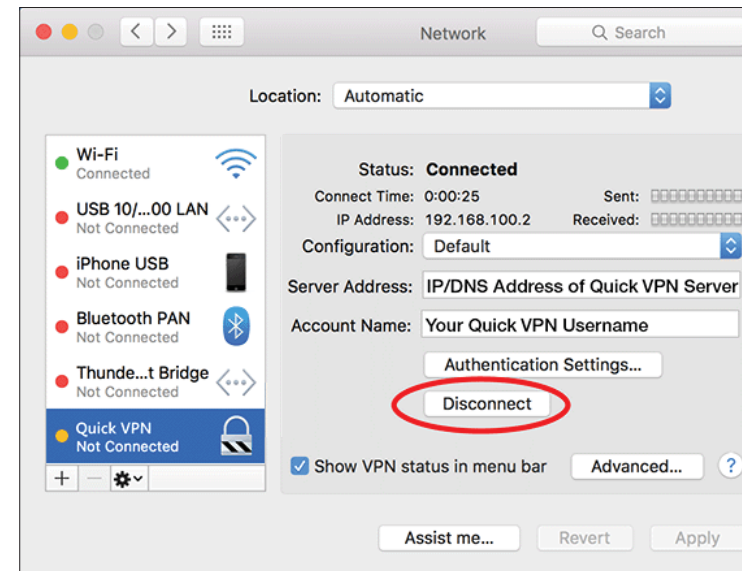 Network
Search
Location: Automatic
Wi-Fi
Connected
USB 10/...00 LAN
Not Connected
iPhone USB
Not Connected
Bluetooth PAN
Not Connected
Thunde...t Bridge
Not Connected
Quick VPN
Not Connected
Status: Connected
Connect Time: 0:00:25 Sent:
IP Address: 192.168.100.2 Received:
Configuration: Default
Server Address: IP/DNS Address of Quick VPN Server
Account Name: Your Quick VPN Username
Authentication Settings...
Disconnect
Show VPN status in menu bar Advanced... ?
Assist me... Revert Apply